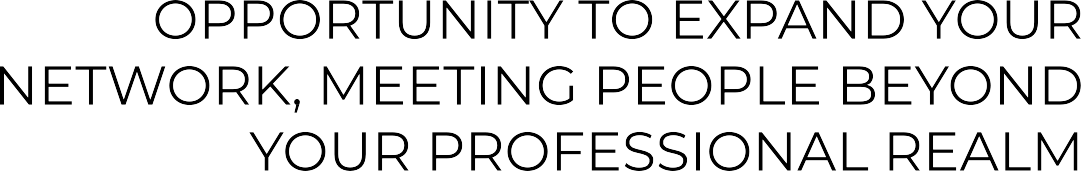 OPPORTUNITY TO EXPAND YOUR
NETWORK, MEETING PEOPLE BEYOND
YOUR PROFESSIONAL REALM